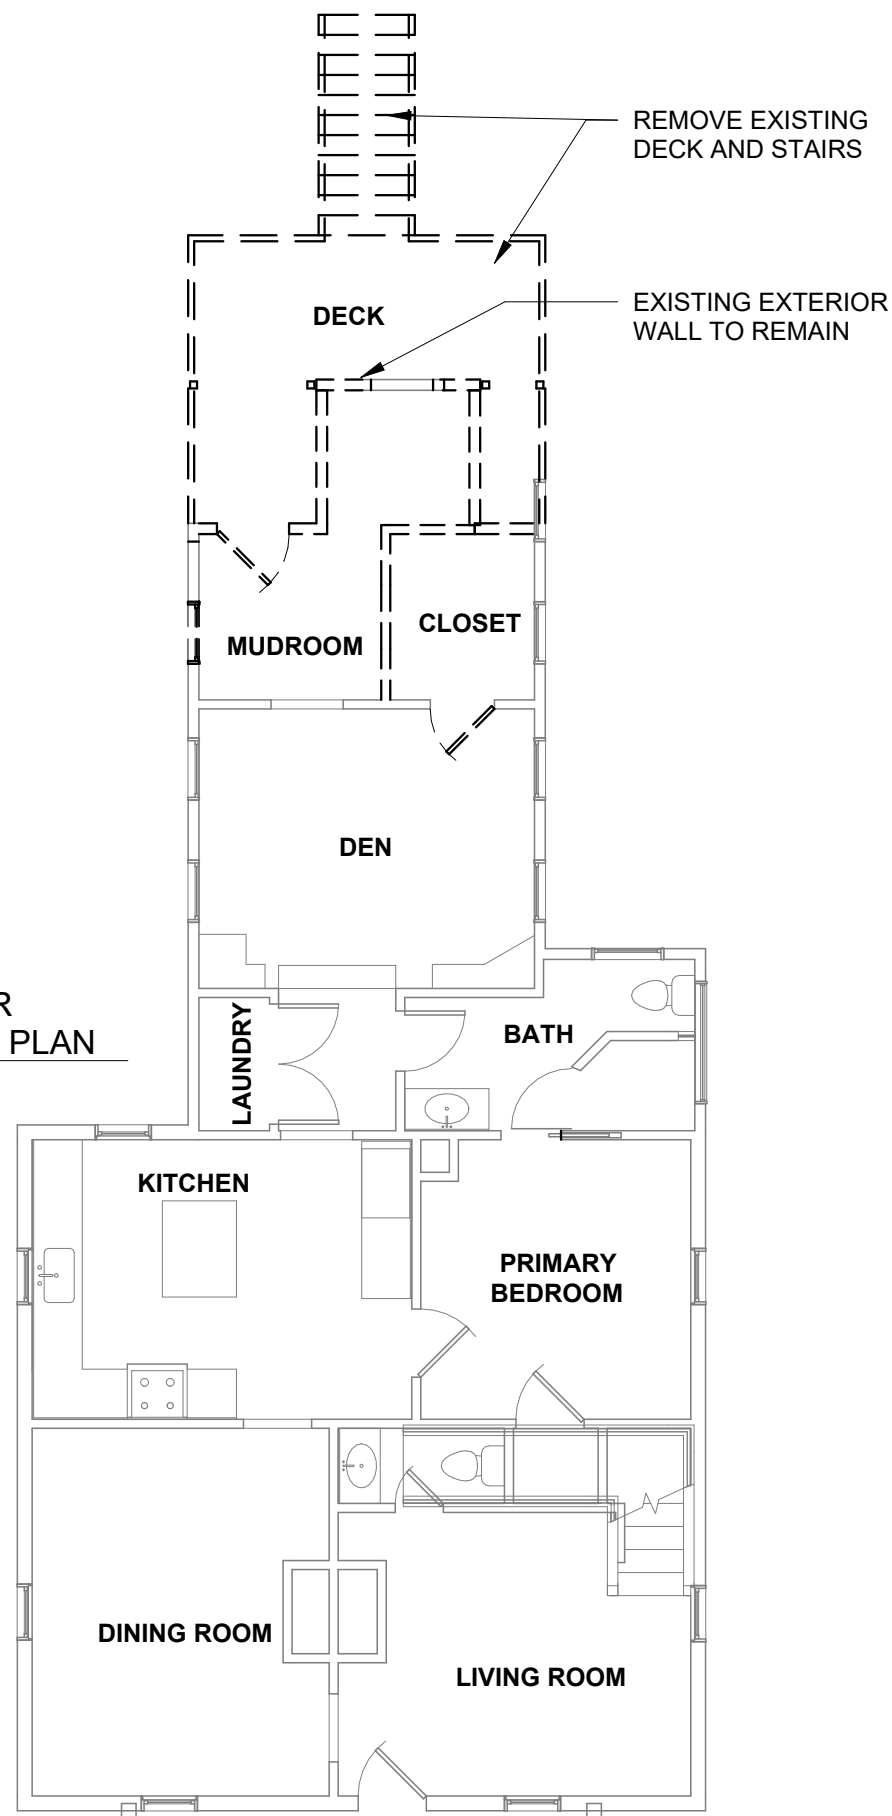 REMOVE EXISTING
DECK AND STAIRS
EXISTING EXTERIOR
WALL TO REMAIN
DECK
CLOSET
MUDROOM
DEN
R
PLAN
LAUNDRY
BATH
KITCHEN
PRIMARY
BEDROOM
DINING ROOM
LIVING ROOM